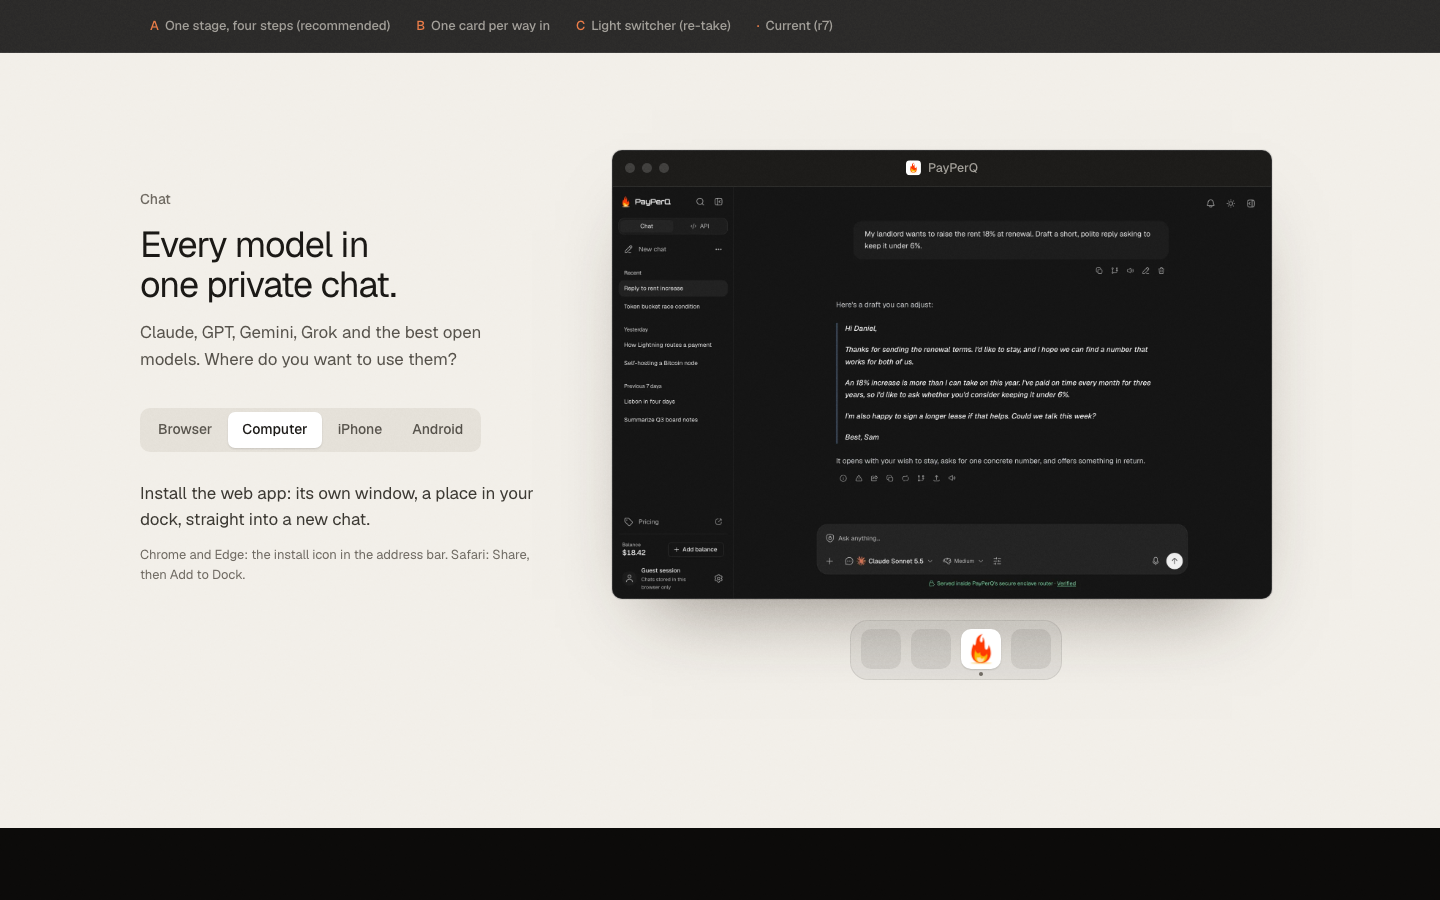 A One stage, four steps (recommended)
B One card per way in
C Light switcher (re-take)
· Current (r7)
Chat
Every model in
one private chat.
Claude, GPT, Gemini, Grok and the best open
models. Where do you want to use them?
Browser
Computer
iPhone
Android
Install the web app: its own window, a place in your
dock, straight into a new chat.
Chrome and Edge: the install icon in the address bar. Safari: Share,
then Add to Dock.
PayPerQ
PayPerQ
Chat
API
New chat
Recent
Reply to rent increase
Token bucket race condition
Yesterday
How Lightning routes a payment
Self-hosting a Bitcoin node
Previous 7 days
Lisbon in four days
Summarize Q3 board notes
Pricing
Balance
$18.42
+ Add balance
Guest session
Chats stored in this
browser only
My landlord wants to raise the rent 18% at renewal. Draft a short, polite reply asking to
keep it under 6%.
Here's a draft you can adjust:
Hi Daniel,
Thanks for sending the renewal terms. I'd like to stay, and I hope we can find a number that
works for both of us.
An 18% increase is more than I can take on this year. I've paid on time every month for three
years, so I'd like to ask whether you'd consider keeping it under 6%.
I'm also happy to sign a longer lease if that helps. Could we talk this week?
Best, Sam
It opens with your wish to stay, asks for one concrete number, and offers something in return.
Ask anything...
Claude Sonnet 5.5
Medium
Served inside PayPerQ's secure enclave router · Verified